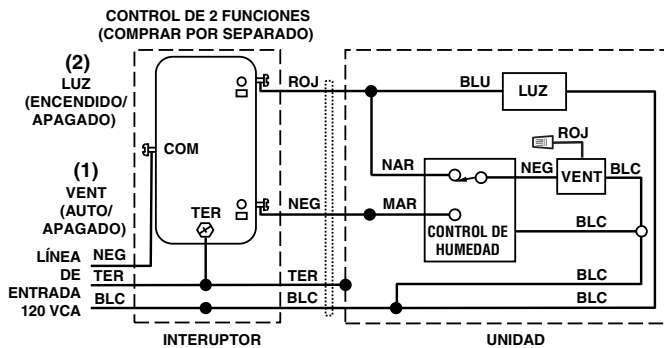 CONTROL DE 2 FUNCIONES
(COMPRAR POR SEPARADO)
(2)
LUZ
(ENCENDIDO/
APAGADO)
(1)
VENT
(AUTO/
APAGADO)
COM
TER
ROJ
NEG
BLU
LUZ
ROJ
NAR
NEG
VENT
BLC
MAR
CONTROL DE
HUMEDAD
BLC
LÍNEA
DE
ENTRADA
120 VCA
NEG
TER
BLC
TER
BLC
BLC
BLC
INTERUPTOR
UNIDAD